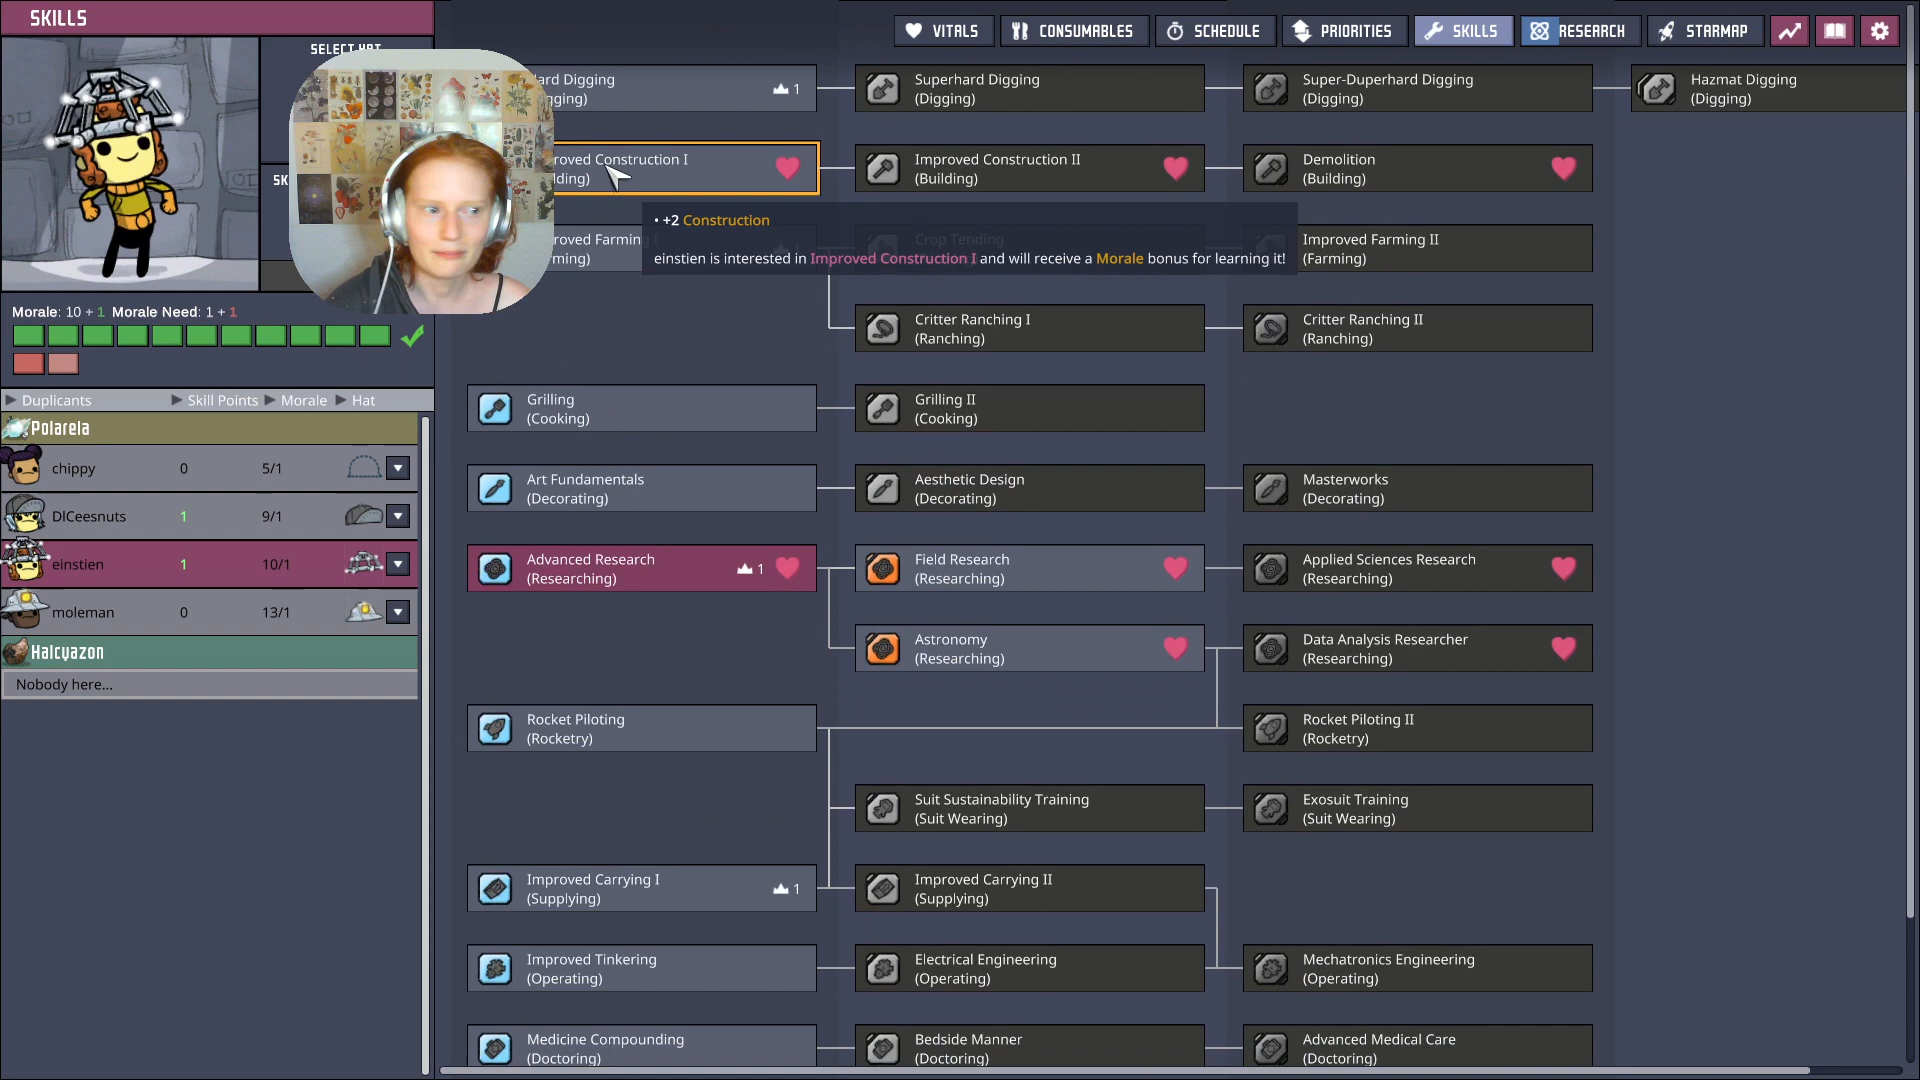 SKILLS
VITALS
CONSUMABLES
SCHEDULE
PRIORITIES
SKILLS
RESEARCH
STARMAP
SELECT HAT
SK
Morale: 10 + 1 Morale Need: 1 + 1
Duplicants Skill Points Morale Hat
Polarela
chippy 0 5/1
DlCeesnuts 1 9/1
einstien 1 10/1
moleman 0 13/1
Halcyazon
Nobody here...
Hard Digging 1
Superhard Digging
(Digging)
Super-Duperhard Digging
(Digging)
Hazmat Digging
(Digging)
Improved Construction I
Improved Construction II
(Building)
Demolition
(Building)
• +2 Construction
einstien is interested in Improved Construction I and will receive a Morale bonus for learning it!
Crop Tending
Improved Farming II
(Farming)
Critter Ranching I
(Ranching)
Critter Ranching II
(Ranching)
Grilling
(Cooking)
Grilling II
(Cooking)
Art Fundamentals
(Decorating)
Aesthetic Design
(Decorating)
Masterworks
(Decorating)
Advanced Research
(Researching)
1
Field Research
(Researching)
Applied Sciences Research
(Researching)
Astronomy
(Researching)
Data Analysis Researcher
(Researching)
Rocket Piloting
(Rocketry)
Rocket Piloting II
(Rocketry)
Suit Sustainability Training
(Suit Wearing)
Exosuit Training
(Suit Wearing)
Improved Carrying I
(Supplying)
1
Improved Carrying II
(Supplying)
Improved Tinkering
(Operating)
Electrical Engineering
(Operating)
Mechatronics Engineering
(Operating)
Medicine Compounding
(Doctoring)
Bedside Manner
(Doctoring)
Advanced Medical Care
(Doctoring)